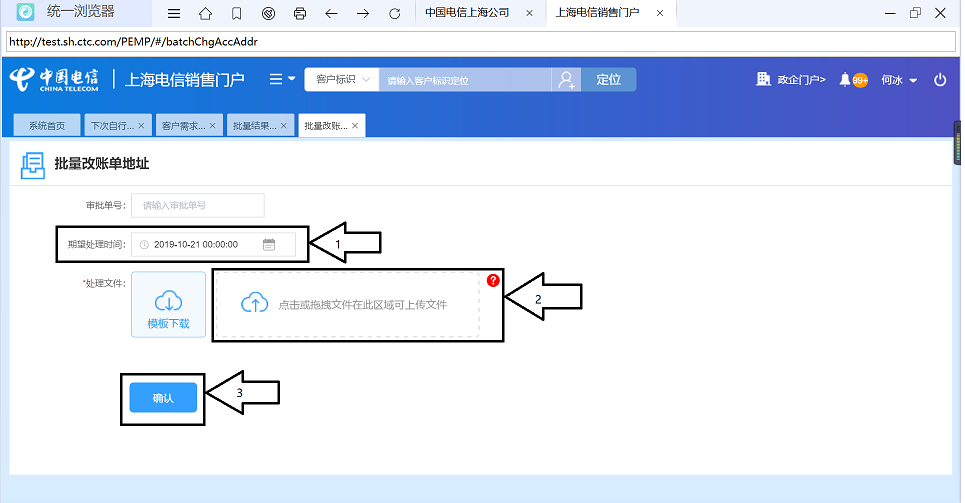 统一浏览器
中国电信上海公司
上海电信销售门户
http://test.sh.ctc.com/PEMP/#/batchChgAccAddr
中国电信
CHINA TELECOM
上海电信销售门户
客户标识
请输入客户标识定位
定位
政企门户>
99+
何冰
系统首页
下次自行...
客户需求...
批量结果...
批量改账...
批量改账单地址
审批单号:
请输入审批单号
期望处理时间:
2019-10-21 00:00:00
1
*处理文件:
模板下载
点击或拖拽文件在此区域可上传文件
?
2
确认
3